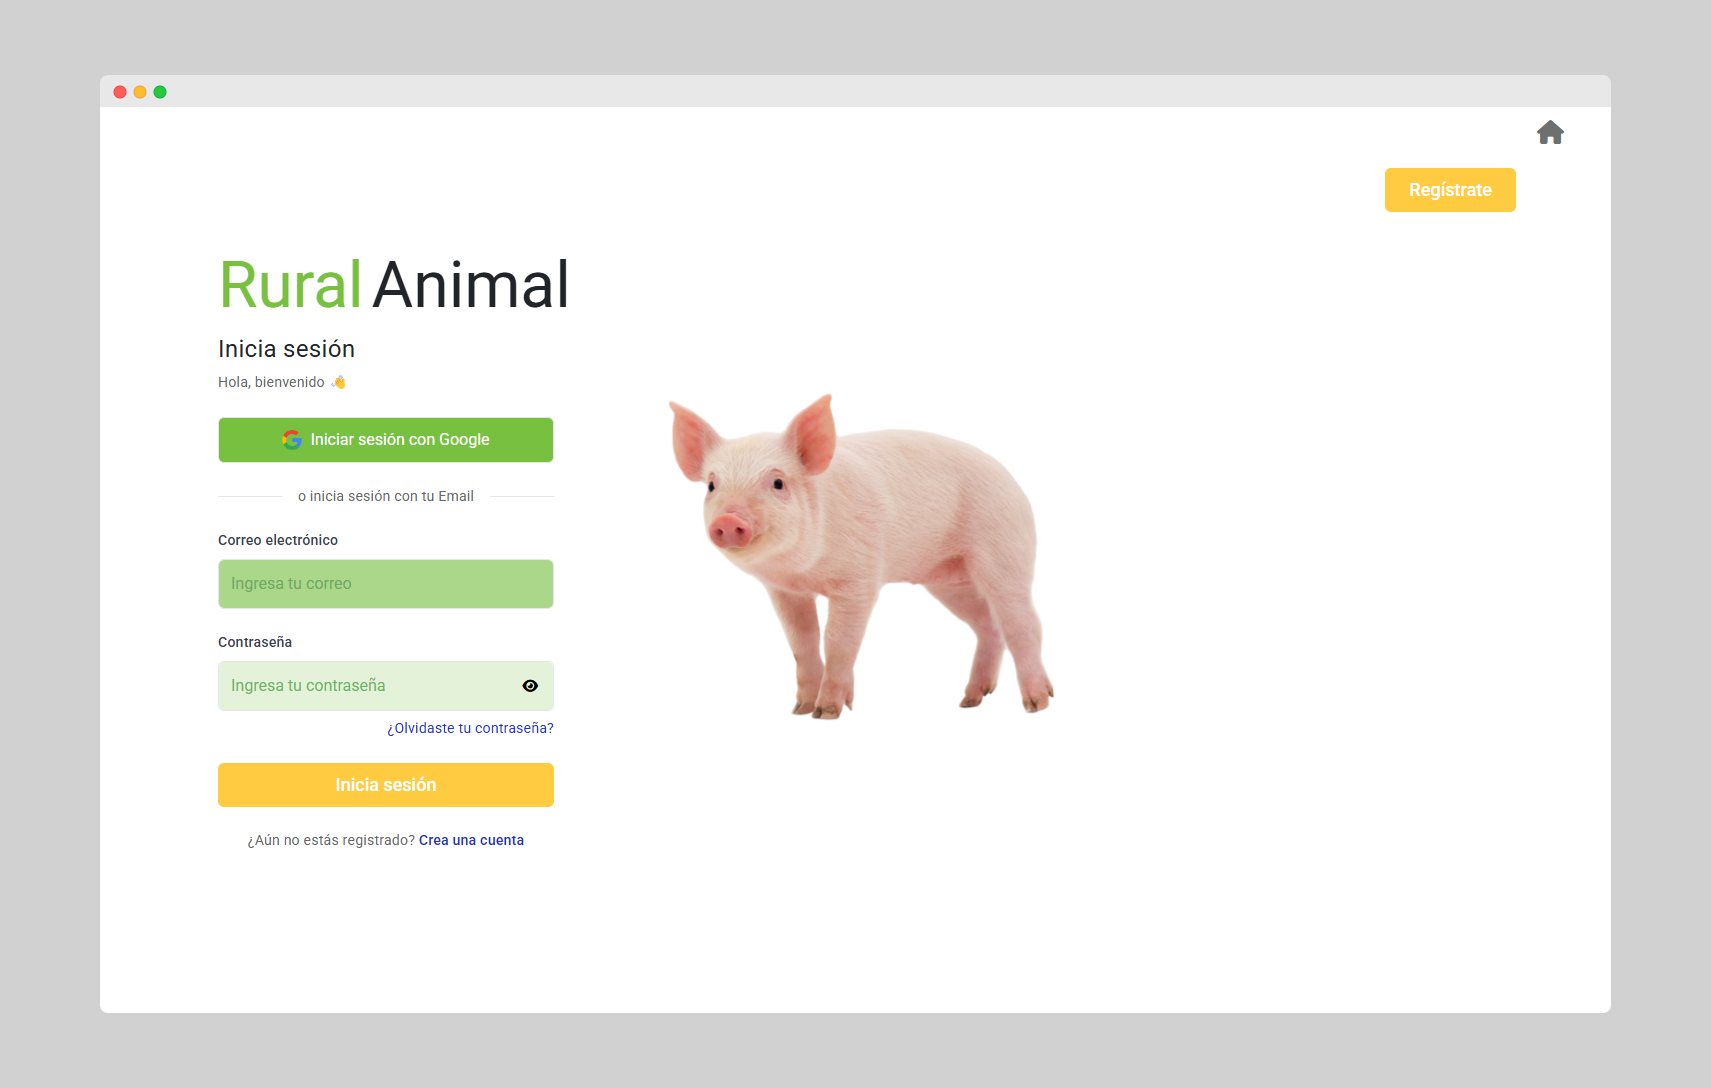 Regístrate
Rural Animal
Inicia sesión
Hola, bienvenido 👋
Iniciar sesión con Google
o inicia sesión con tu Email
Correo electrónico
Ingresa tu correo
Contraseña
Ingresa tu contraseña
¿Olvidaste tu contraseña?
Inicia sesión
¿Aún no estás registrado? Crea una cuenta